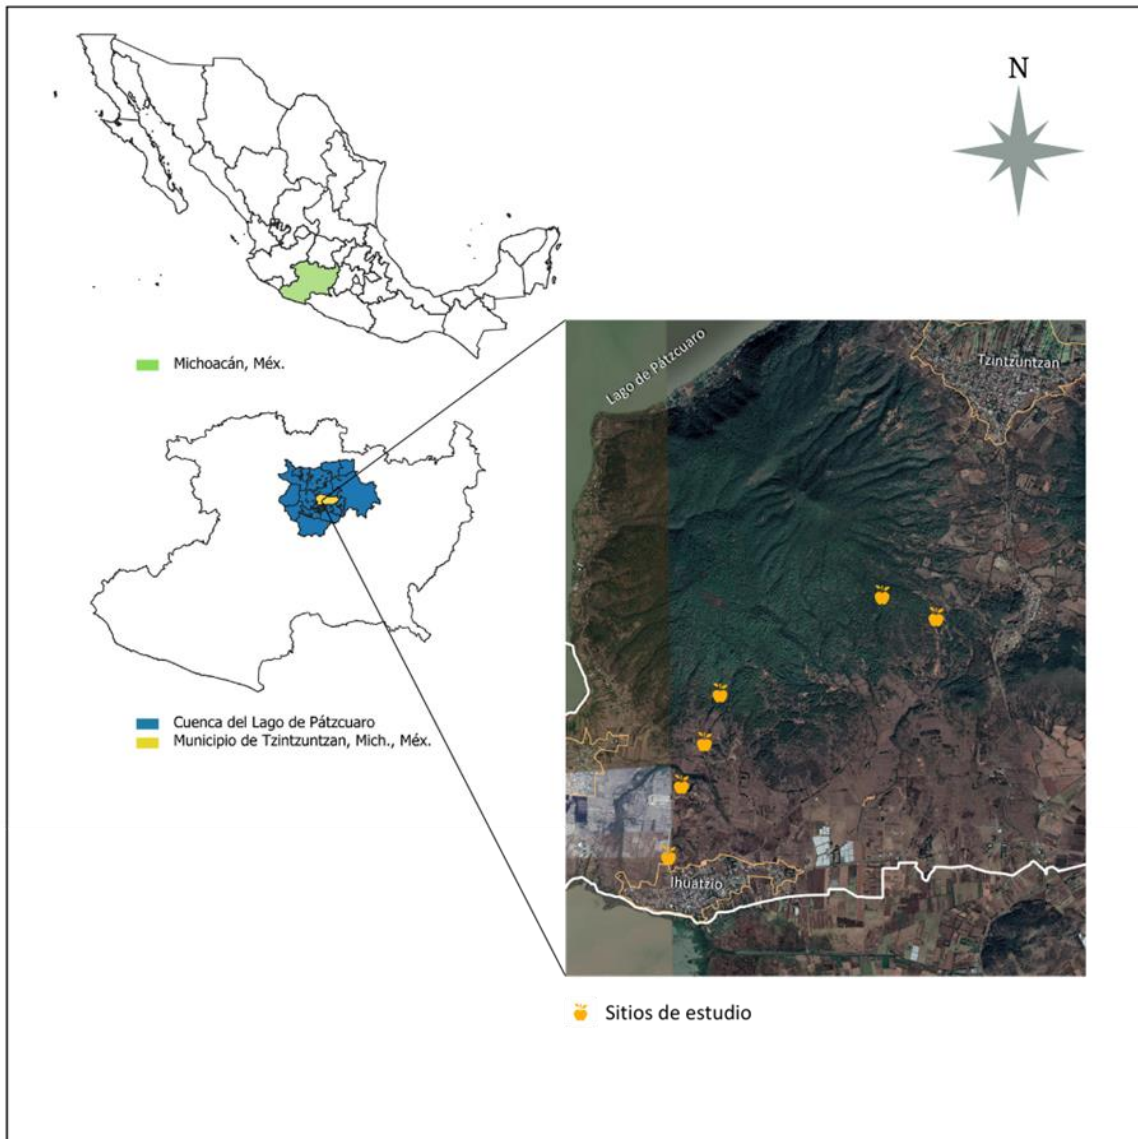 N
Michoacán, Méx.
Lago de Pátzcuaro
Tzintzuntzan
Cuenca del Lago de Pátzcuaro
Municipio de Tzintzuntzan, Mich., Méx.
Ihuatzio
Sitios de estudio